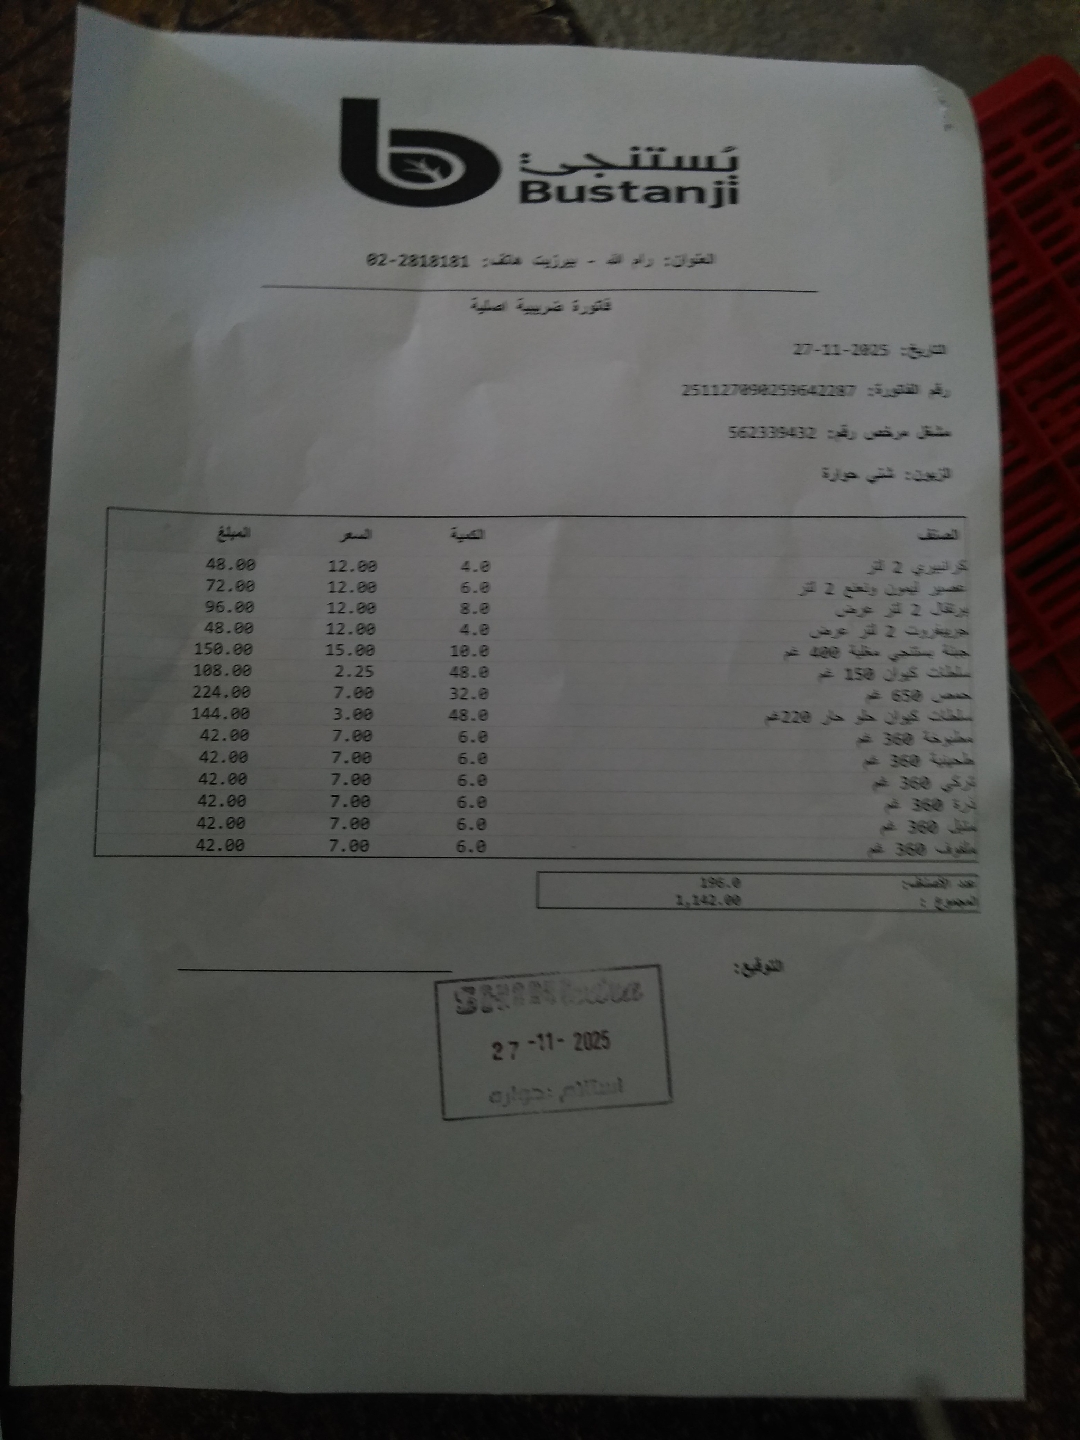 بُستنجي
Bustanji
العنوان: رام الله - بيرزيت هاتف: 02-2818181
فاتورة ضريبية اصلية
التاريخ: 27-11-2025
رقم الفاتورة: 251127090259642287
مشغل مرخص رقم: 562339432
الزبون: شني حوارة
الصنف الكمية السعر المبلغ
كرانبيري 2 لتر 4.0 12.00 48.00
عصير ليمون ونعنع 2 لتر 6.0 12.00 72.00
برتقال 2 لتر عرض 8.0 12.00 96.00
جريبفروت 2 لتر عرض 4.0 12.00 48.00
جبنة بستنجي مغلية 400 غم 10.0 15.00 150.00
سلطات كيوان 150 غم 48.0 2.25 108.00
حمص 650 غم 32.0 7.00 224.00
سلطات كيوان حلو حار 220غم 48.0 3.00 144.00
مطبوخة 360 غم 6.0 7.00 42.00
طحينية 360 غم 6.0 7.00 42.00
تركي 360 غم 6.0 7.00 42.00
ذرة 360 غم 6.0 7.00 42.00
متبل 360 غم 6.0 7.00 42.00
ملفوف 360 غم 6.0 7.00 42.00
عدد الأصناف: 196.0
المجموع : 1,142.00
التوقيع:
27 -11- 2025
استلام حواره